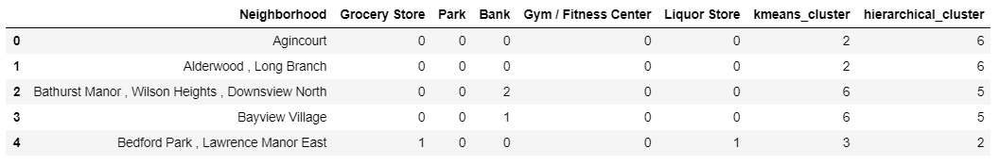 Neighborhood Grocery Store Park Bank Gym / Fitness Center Liquor Store kmeans_cluster hierarchical_cluster
0 Agincourt 0 0 0 0 0 2 6
1 Alderwood , Long Branch 0 0 0 0 0 2 6
2 Bathurst Manor , Wilson Heights , Downsview North 0 0 2 0 0 6 5
3 Bayview Village 0 0 1 0 0 6 5
4 Bedford Park , Lawrence Manor East 1 0 0 0 1 3 2